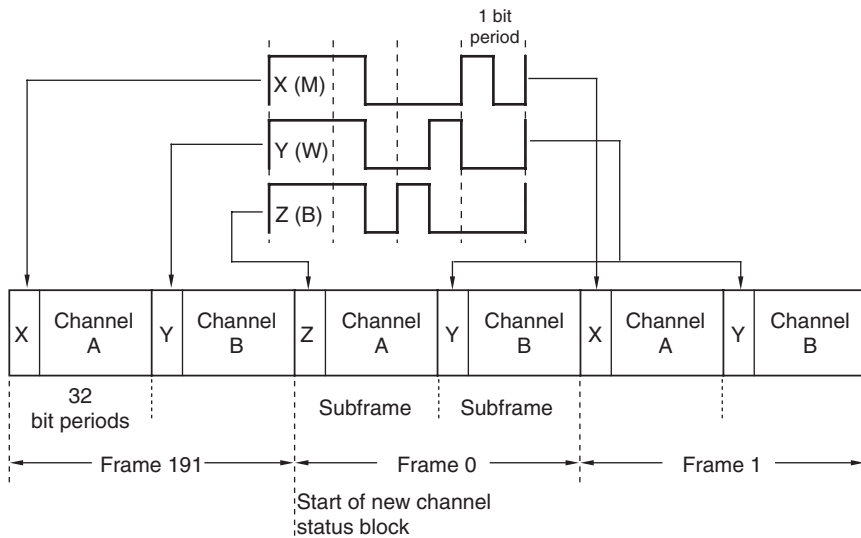 1 bit
period
X (M)
Y (W)
Z (B)
X
Channel
A
Y
Channel
B
Z
Channel
A
Y
Channel
B
X
Channel
A
Y
Channel
B
32
bit periods
Subframe
Subframe
Frame 191
Frame 0
Frame 1
Start of new channel
status block